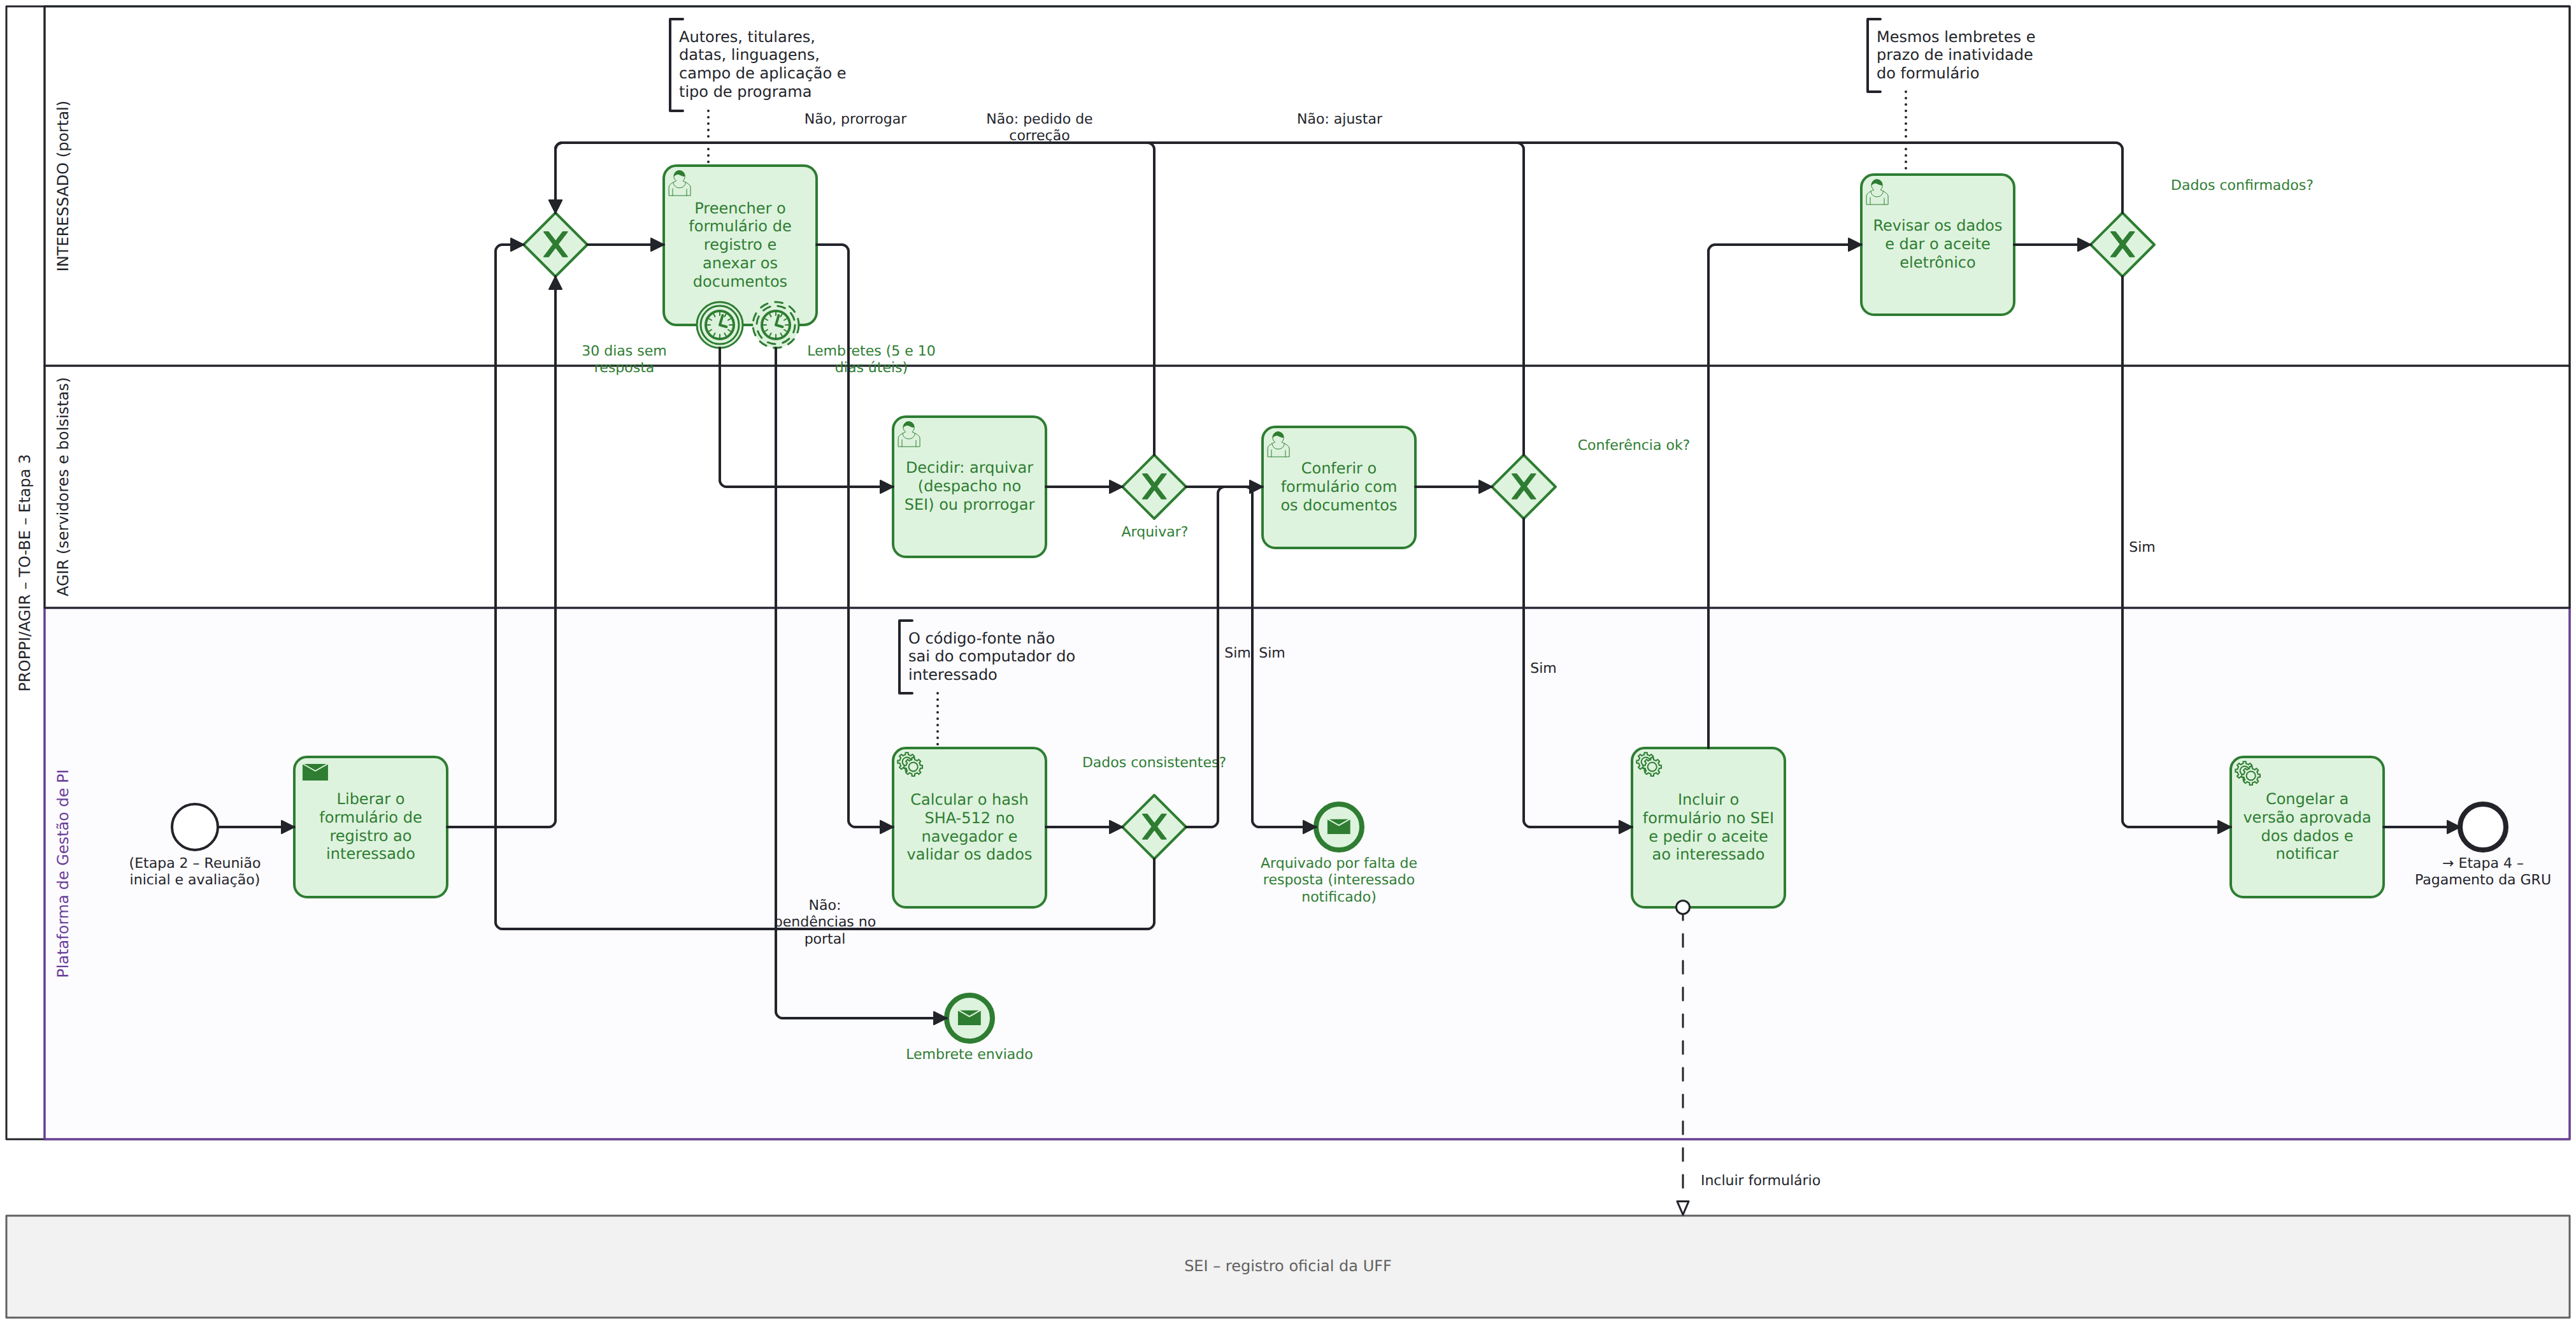 PROPPI/AGIR – TO-BE – Etapa 3
INTERESSADO (portal)
Autores, titulares,
datas, linguagens,
campo de aplicação e
tipo de programa
Não, prorrogar
Não: pedido de
correção
Não: ajustar
Mesmos lembretes e
prazo de inatividade
do formulário
Preencher o
formulário de
registro e
anexar os
documentos
30 dias sem
resposta
Lembretes (5 e 10
dias úteis)
Revisar os dados
e dar o aceite
eletrônico
Dados confirmados?
AGIR (servidores e bolsistas)
Decidir: arquivar
(despacho no
SEI) ou prorrogar
Arquivar?
Conferir o
formulário com
os documentos
Conferência ok?
Sim
Plataforma de Gestão de PI
O código-fonte não
sai do computador do
interessado
Sim
Sim
Sim
(Etapa 2 – Reunião
inicial e avaliação)
Liberar o
formulário de
registro ao
interessado
Calcular o hash
SHA-512 no
navegador e
validar os dados
Dados consistentes?
Não:
pendências no
portal
Arquivado por falta de
resposta (interessado
notificado)
Incluir o
formulário no SEI
e pedir o aceite
ao interessado
Congelar a
versão aprovada
dos dados e
notificar
→ Etapa 4 –
Pagamento da GRU
Lembrete enviado
Incluir formulário
SEI – registro oficial da UFF